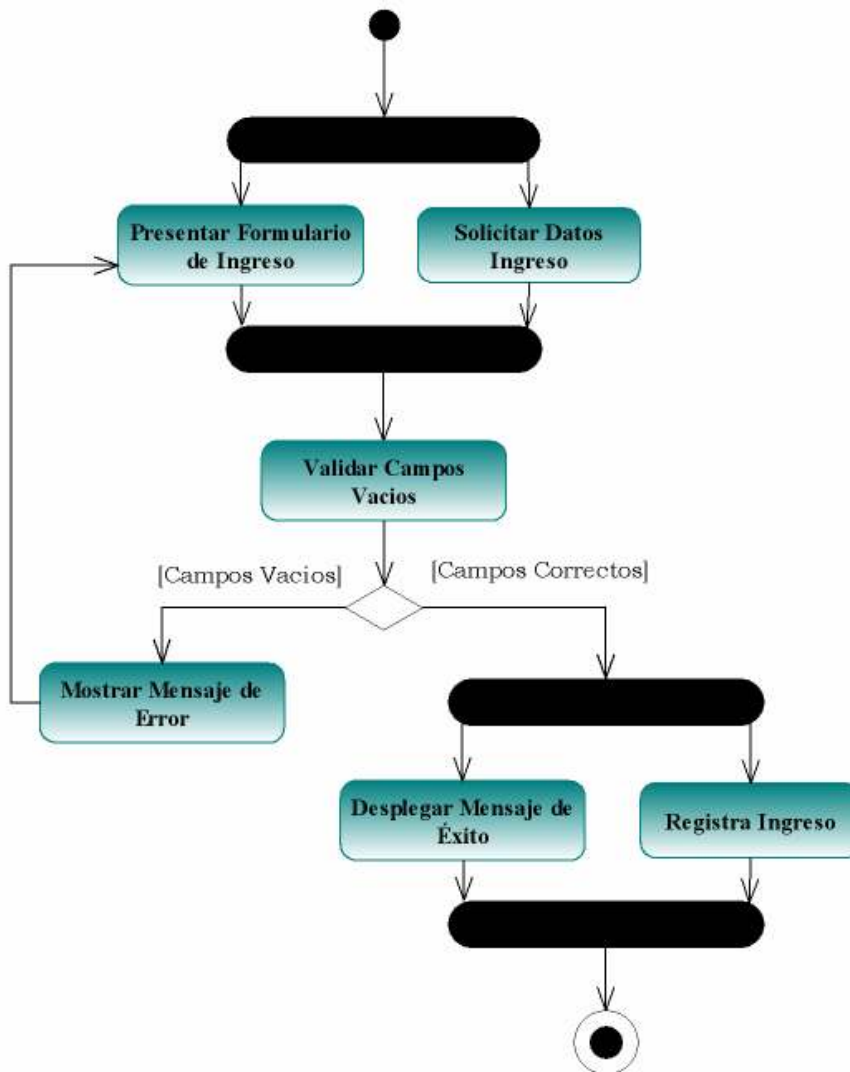 Presentar Formulario
de Ingreso
Solicitar Datos
Ingreso
Validar Campos
Vacios
[Campos Vacios]
[Campos Correctos]
Mostrar Mensaje de
Error
Desplegar Mensaje de
Éxito
Registra Ingreso